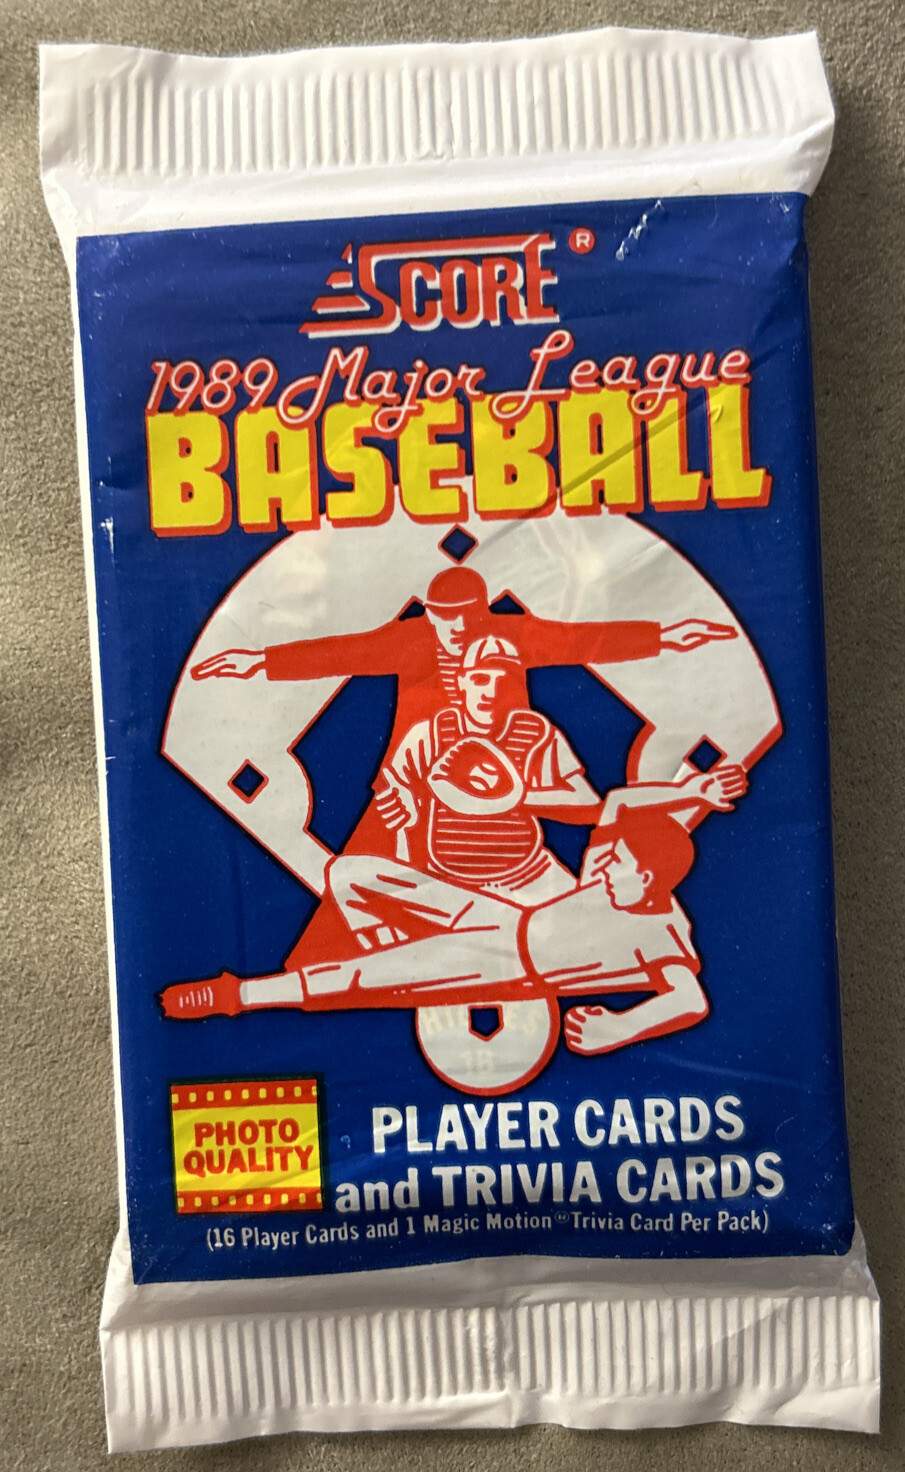 SCORE®
1989 Major League
BASEBALL
PHOTO
QUALITY
PLAYER CARDS
and TRIVIA CARDS
(16 Player Cards and 1 Magic Motion® Trivia Card Per Pack)